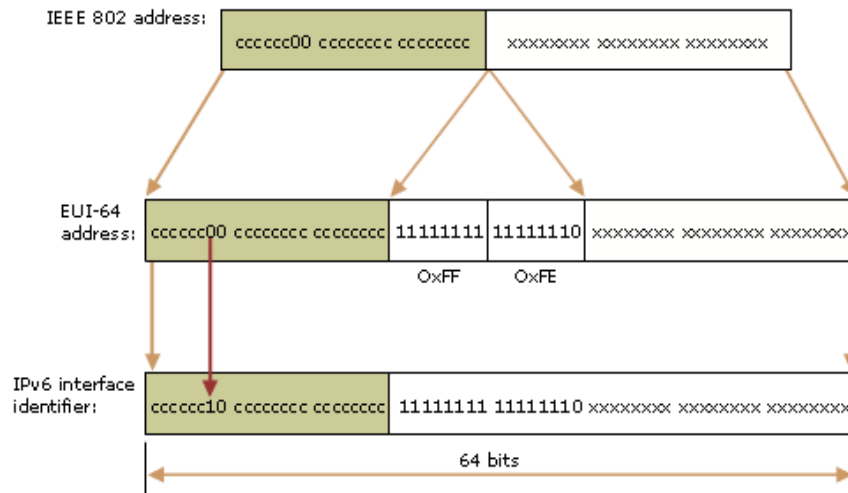 IEEE 802 address:
cccccc00 cccccccc cccccccc xxxxxxxx xxxxxxxx xxxxxxxx
EUI-64
address:
cccccc00 cccccccc cccccccc 11111111 11111110 xxxxxxxx xxxxxxxx xxxxxxxx
0xFF 0xFE
IPv6 interface
identifier:
cccccc10 cccccccc cccccccc 11111111 11111110 xxxxxxxx xxxxxxxx xxxxxxxx
64 bits